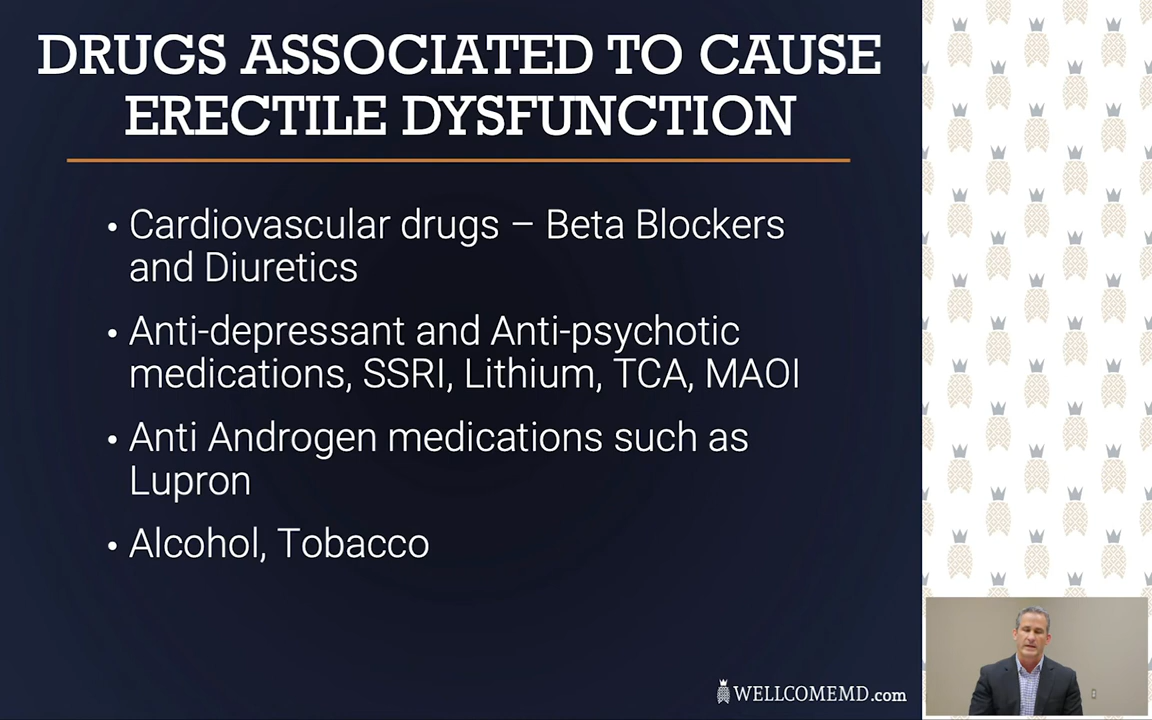 DRUGS ASSOCIATED TO CAUSE
ERECTILE DYSFUNCTION
• Cardiovascular drugs – Beta Blockers
and Diuretics
• Anti-depressant and Anti-psychotic
medications, SSRI, Lithium, TCA, MAOI
• Anti Androgen medications such as
Lupron
• Alcohol, Tobacco
WELLCOMEMD.com